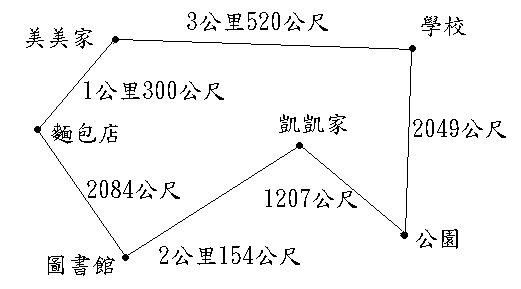 3公里520公尺
美美家
學校
1公里300公尺
凱凱家
麵包店
2049公尺
2084公尺
1207公尺
公園
圖書館
2公里154公尺